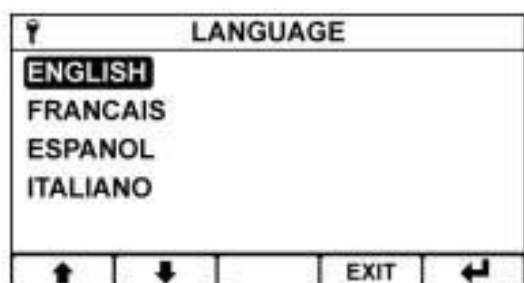 LANGUAGE
ENGLISH
FRANCAIS
ESPANOL
ITALIANO
EXIT